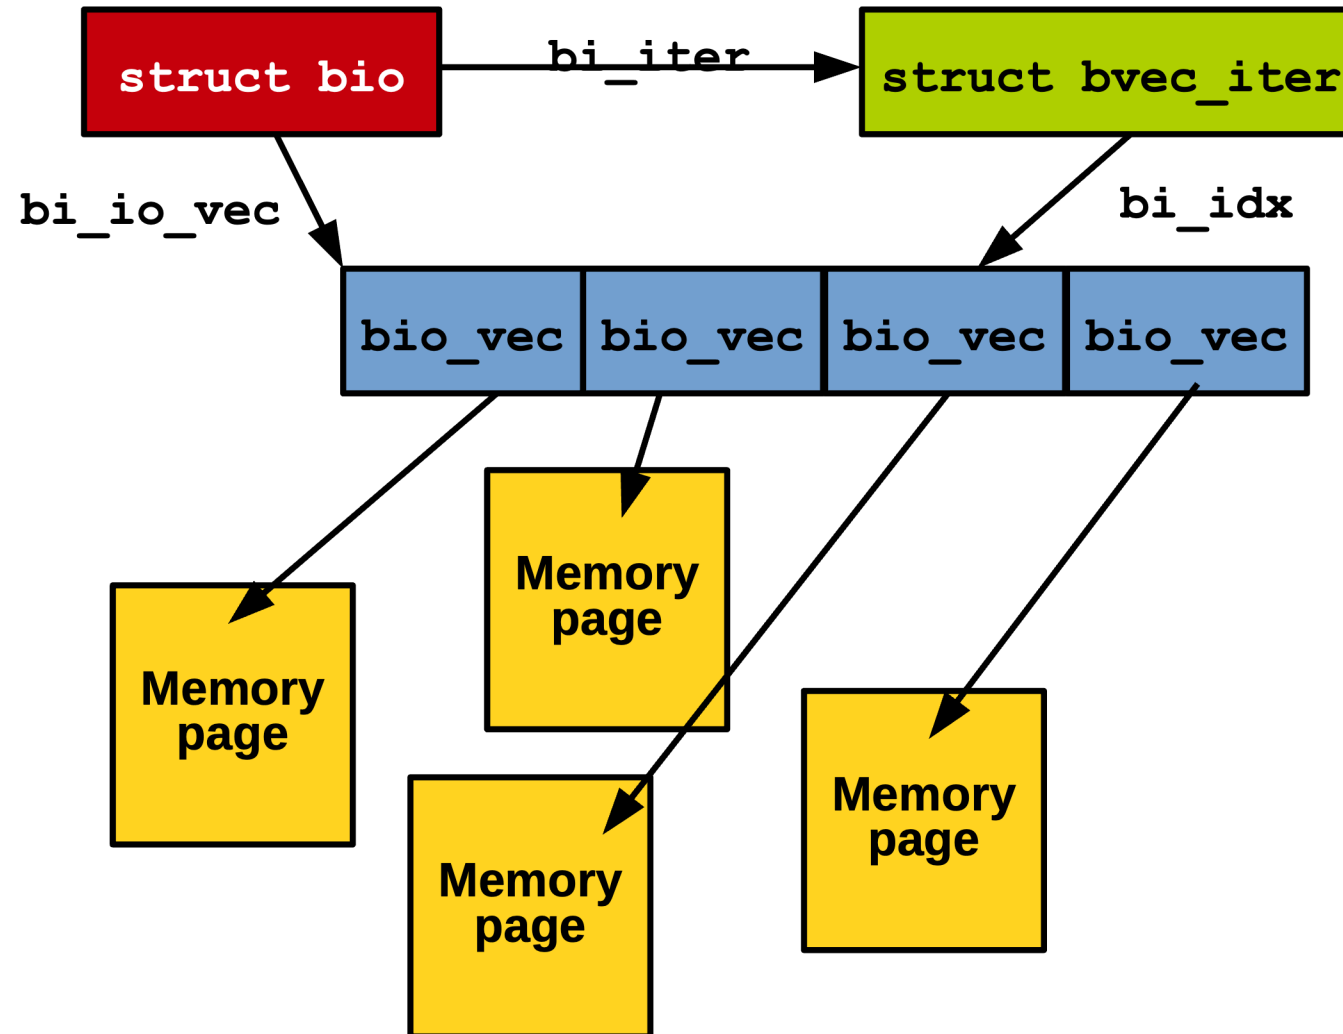 struct bio
bi_iter
struct bvec_iter
bi_io_vec
bi_idx
bio_vec
bio_vec
bio_vec
bio_vec
Memory
page
Memory
page
Memory
page
Memory
page